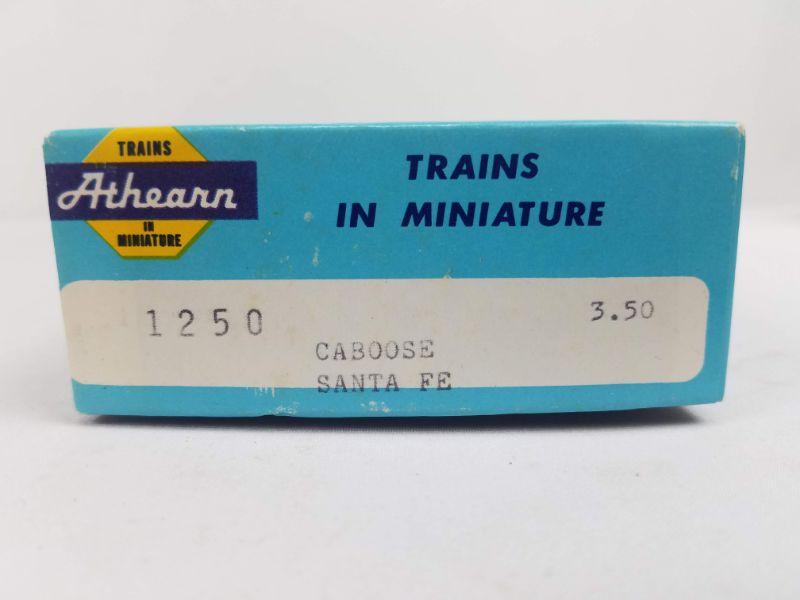 TRAINS
Athearn
IN
MINIATURE
TRAINS
IN MINIATURE
1250
3.50
CABOOSE
SANTA FE